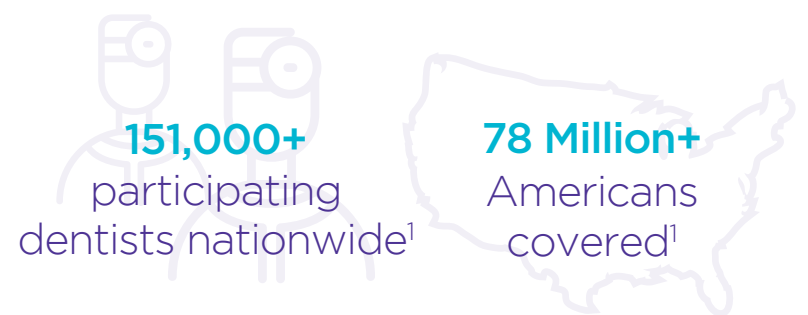 151,000+
participating
dentists nationwide¹
78 Million+
Americans
covered¹